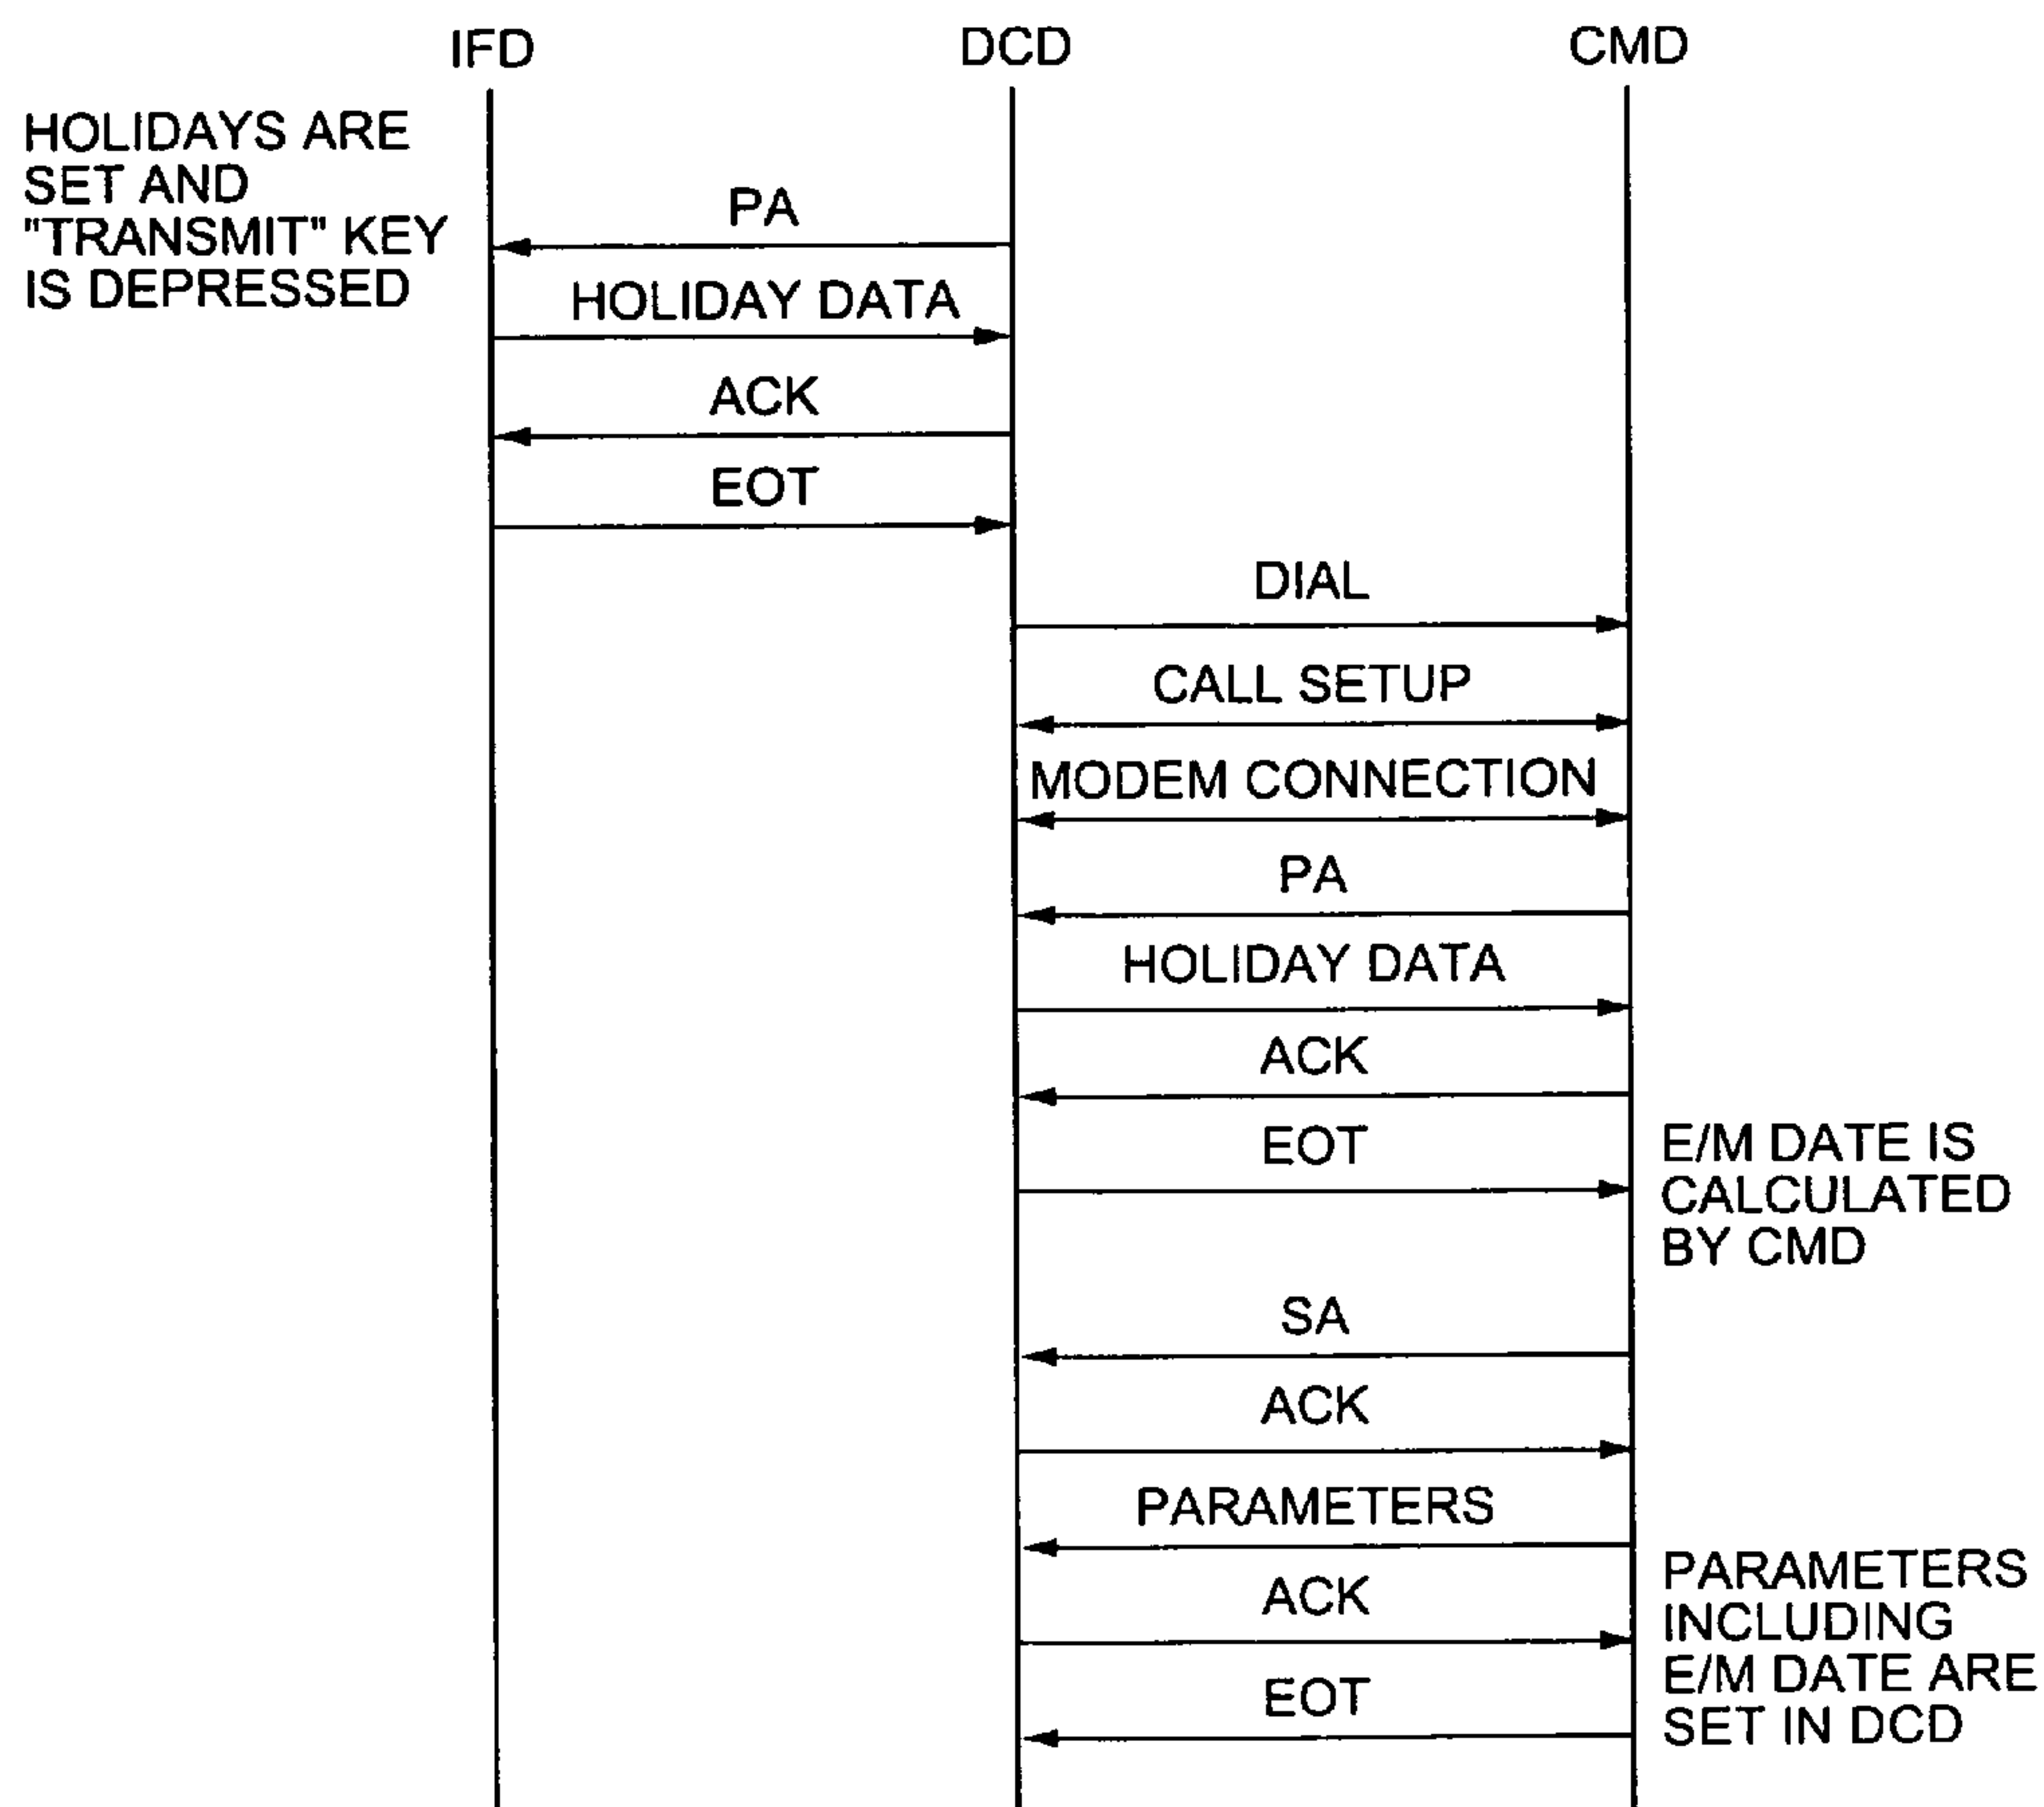 IFD
DCD
CMD
HOLIDAYS ARE
SET AND
"TRANSMIT" KEY
IS DEPRESSED
PA
HOLIDAY DATA
ACK
EOT
DIAL
CALL SETUP
MODEM CONNECTION
PA
HOLIDAY DATA
ACK
EOT
E/M DATE IS
CALCULATED
BY CMD
SA
ACK
PARAMETERS
ACK
EOT
PARAMETERS
INCLUDING
E/M DATE ARE
SET IN DCD